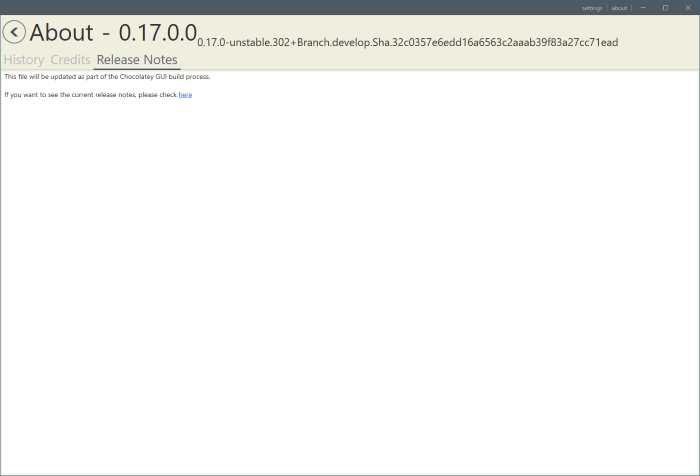 settings about
About - 0.17.0.0 0.17.0-unstable.302+Branch.develop.Sha.32c0357e6edd16a6563c2aaab39f83a27cc71ead
History Credits Release Notes
This file will be updated as part of the Chocolatey GUI build process.
If you want to see the current release notes, please check here